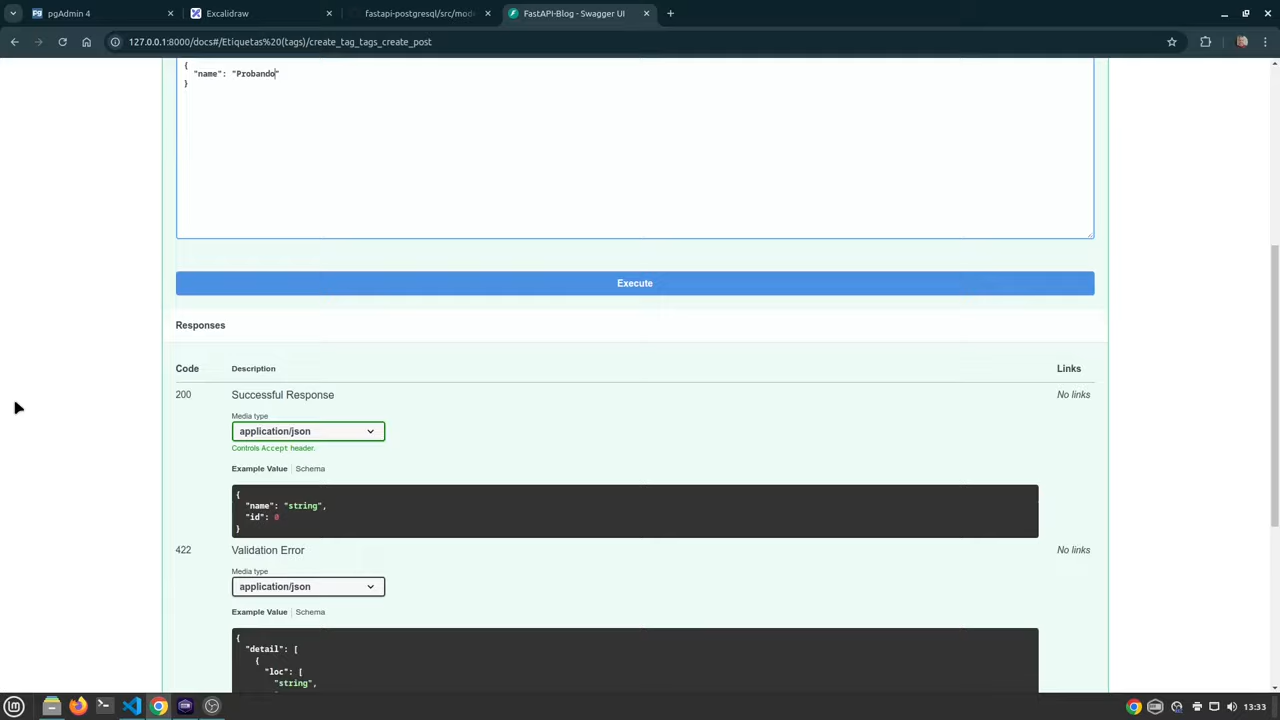 pgAdmin 4
Excalidraw
fastapi-postgresql/src/mod
FastAPI-Blog - Swagger UI
127.0.0.1:8000/docs#/Etiquetas%20(tags)/create_tag_tags_create_post
{
"name": "Probando"
}
Execute
Responses
Code Description Links
200 Successful Response No links
Media type
application/json
Controls Accept header.
Example Value Schema
{
"name": "string",
"id": 0
}
422 Validation Error No links
Media type
application/json
Example Value Schema
{
"detail": [
{
"loc": [
"string",
13:33